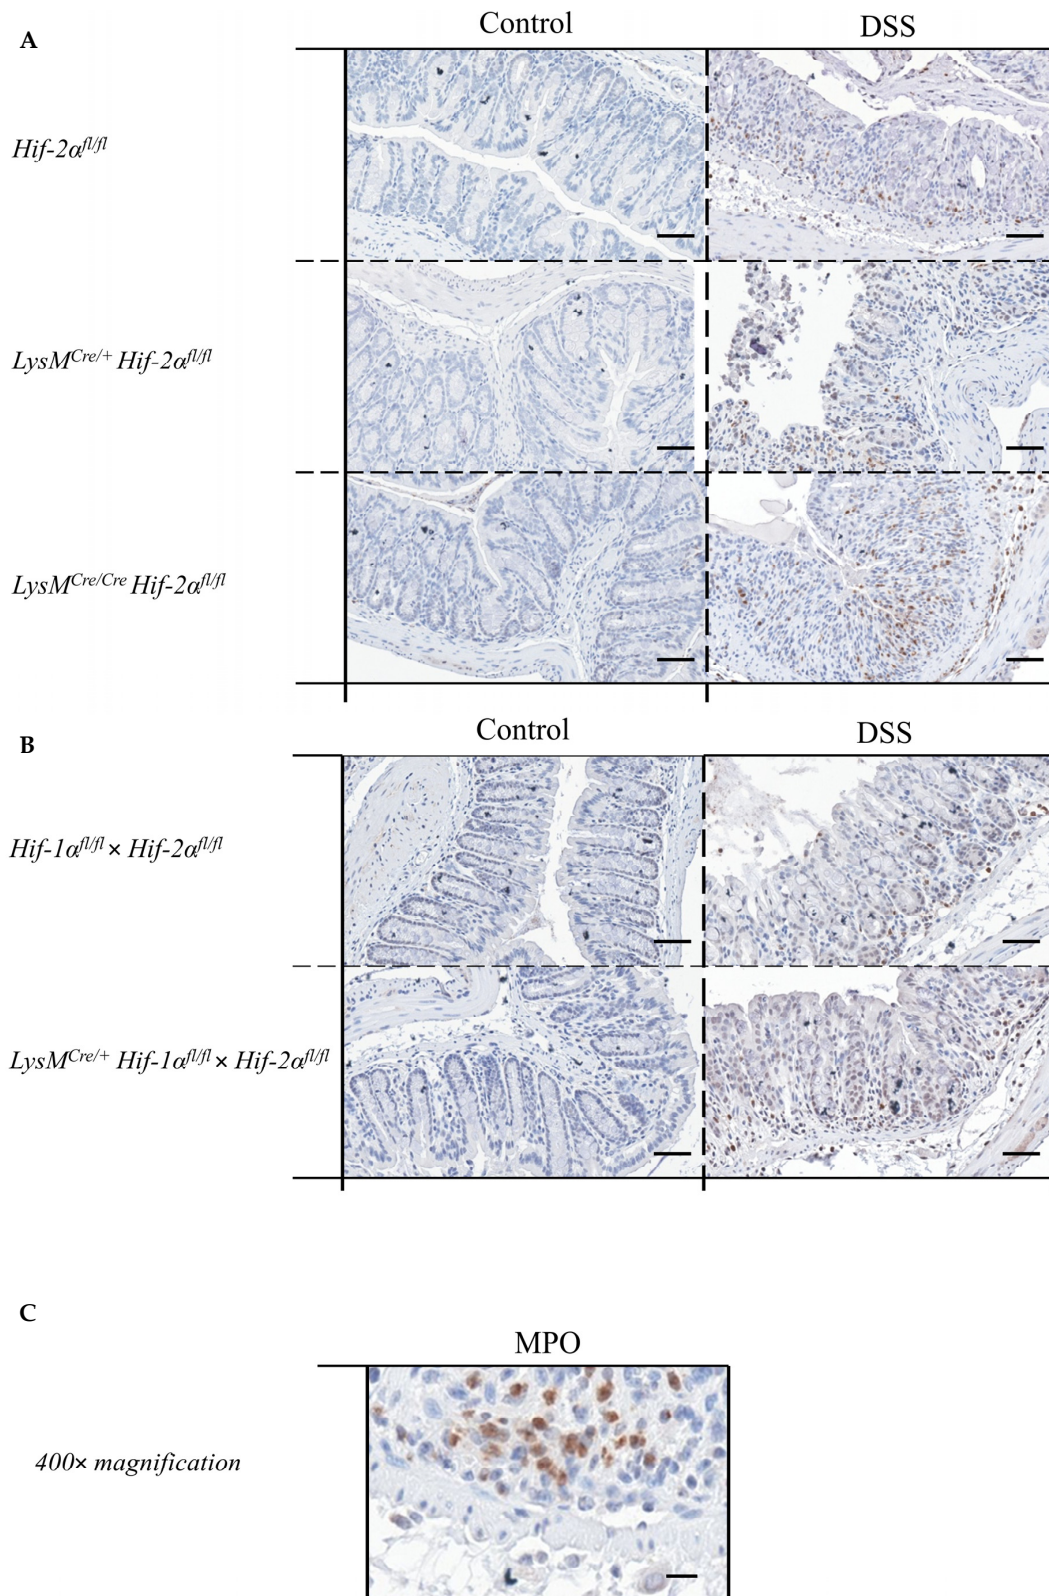 A
Control DSS
Hif-2α^fl/fl
LysM^Cre/+ Hif-2α^fl/fl
LysM^Cre/Cre Hif-2α^fl/fl
B
Control DSS
Hif-1α^fl/fl × Hif-2α^fl/fl
LysM^Cre/+ Hif-1α^fl/fl × Hif-2α^fl/fl
C
MPO
400× magnification